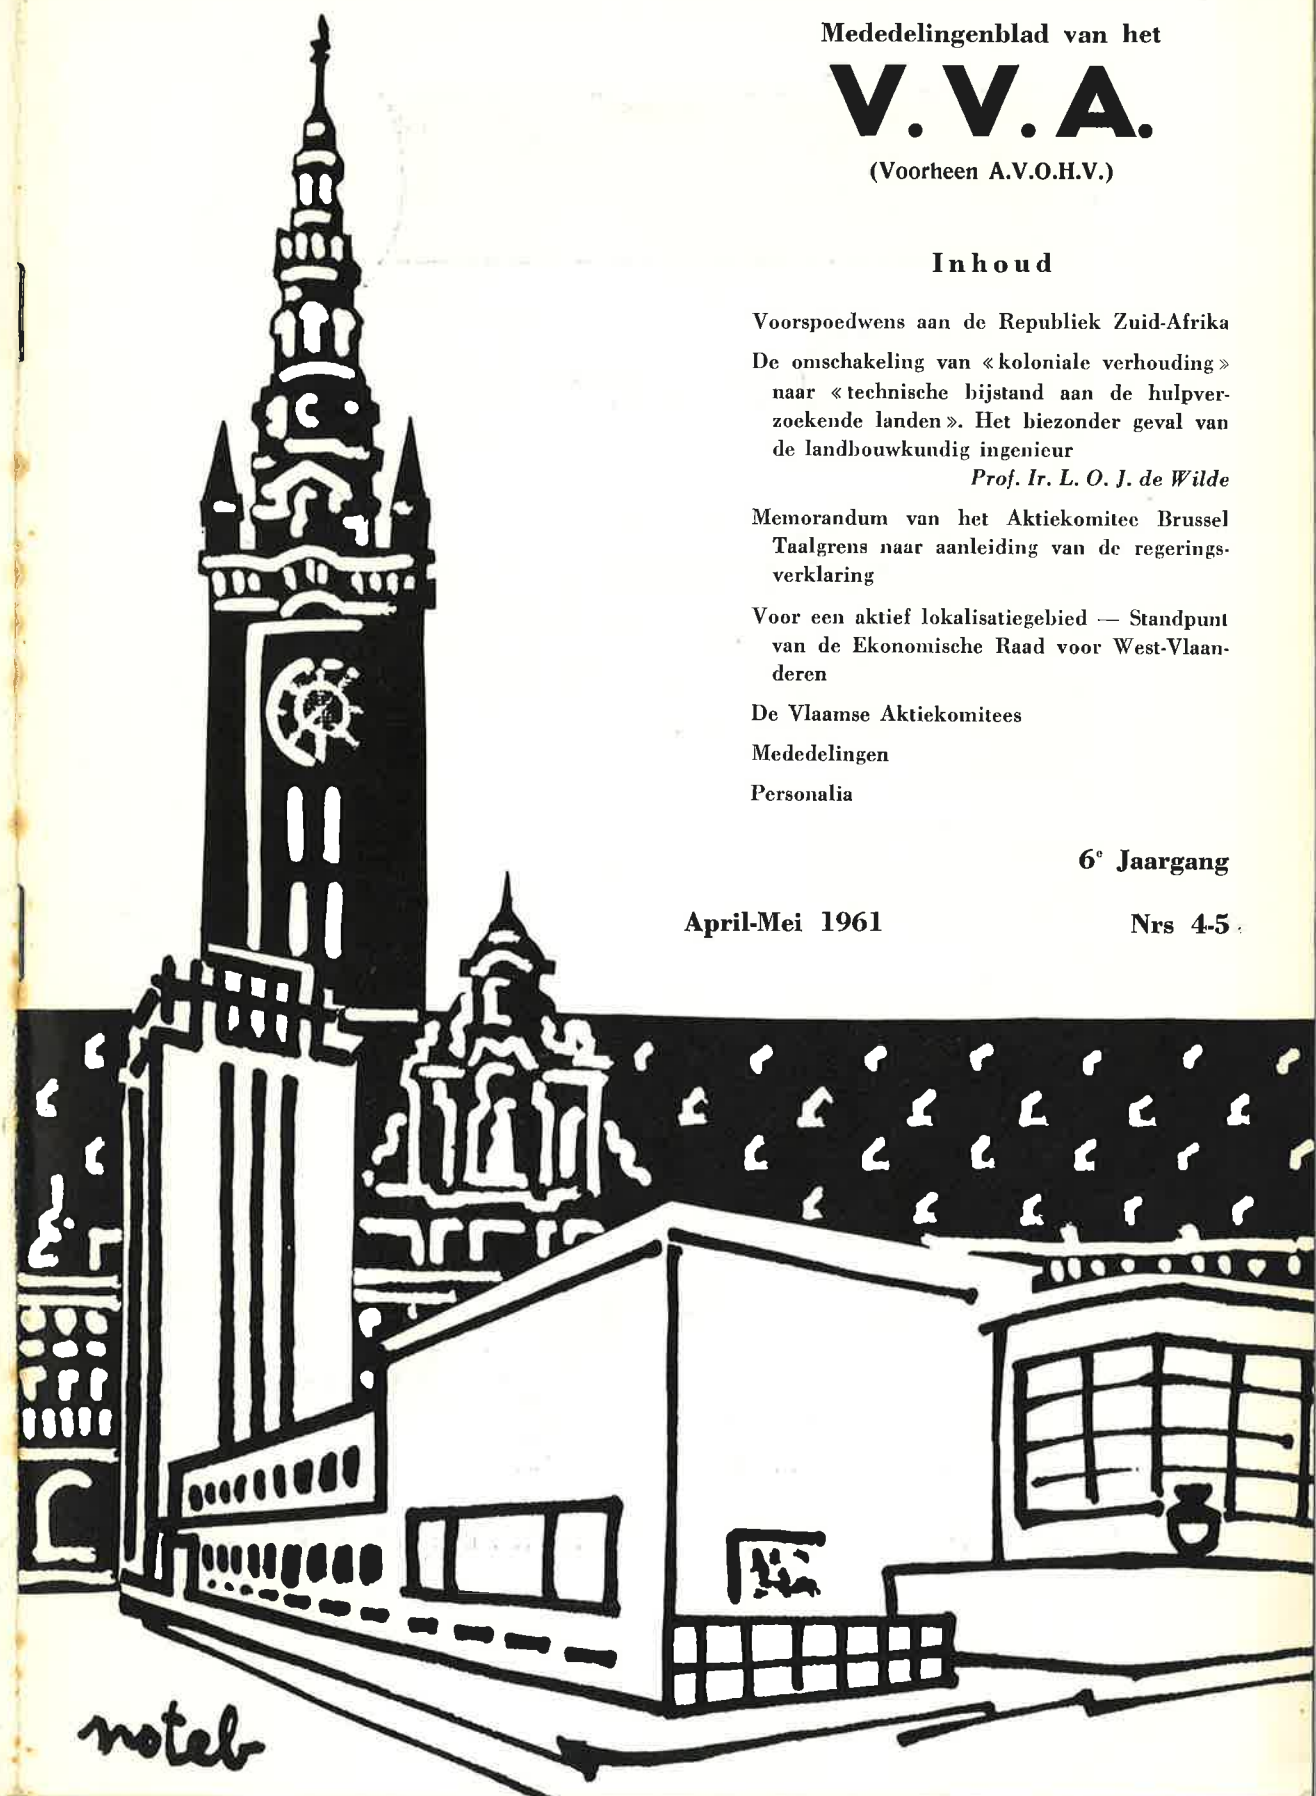 Mededelingenblad van het
V.V.A.
(Voorheen A.V.O.H.V.)
Inhoud
Voorspoedwens aan de Republiek Zuid-Afrika
De omschakeling van « koloniale verhouding »
naar « technische bijstand aan de hulpver-
zoekende landen ». Het biezonder geval van
de landbouwkundig ingenieur
Prof. Ir. L. O. J. de Wilde
Memorandum van het Aktiekomitee Brussel
Taalgrens naar aanleiding van de regerings-
verklaring
Voor een aktief lokalisatiegebied — Standpunt
van de Ekonomische Raad voor West-Vlaan-
deren
De Vlaamse Aktiekomitees
Mededelingen
Personalia
6e Jaargang
April-Mei 1961 Nrs 4-5
noteb